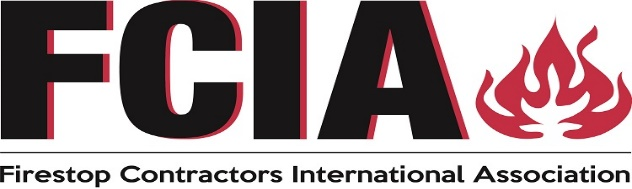 FCIA
Firestop Contractors International Association